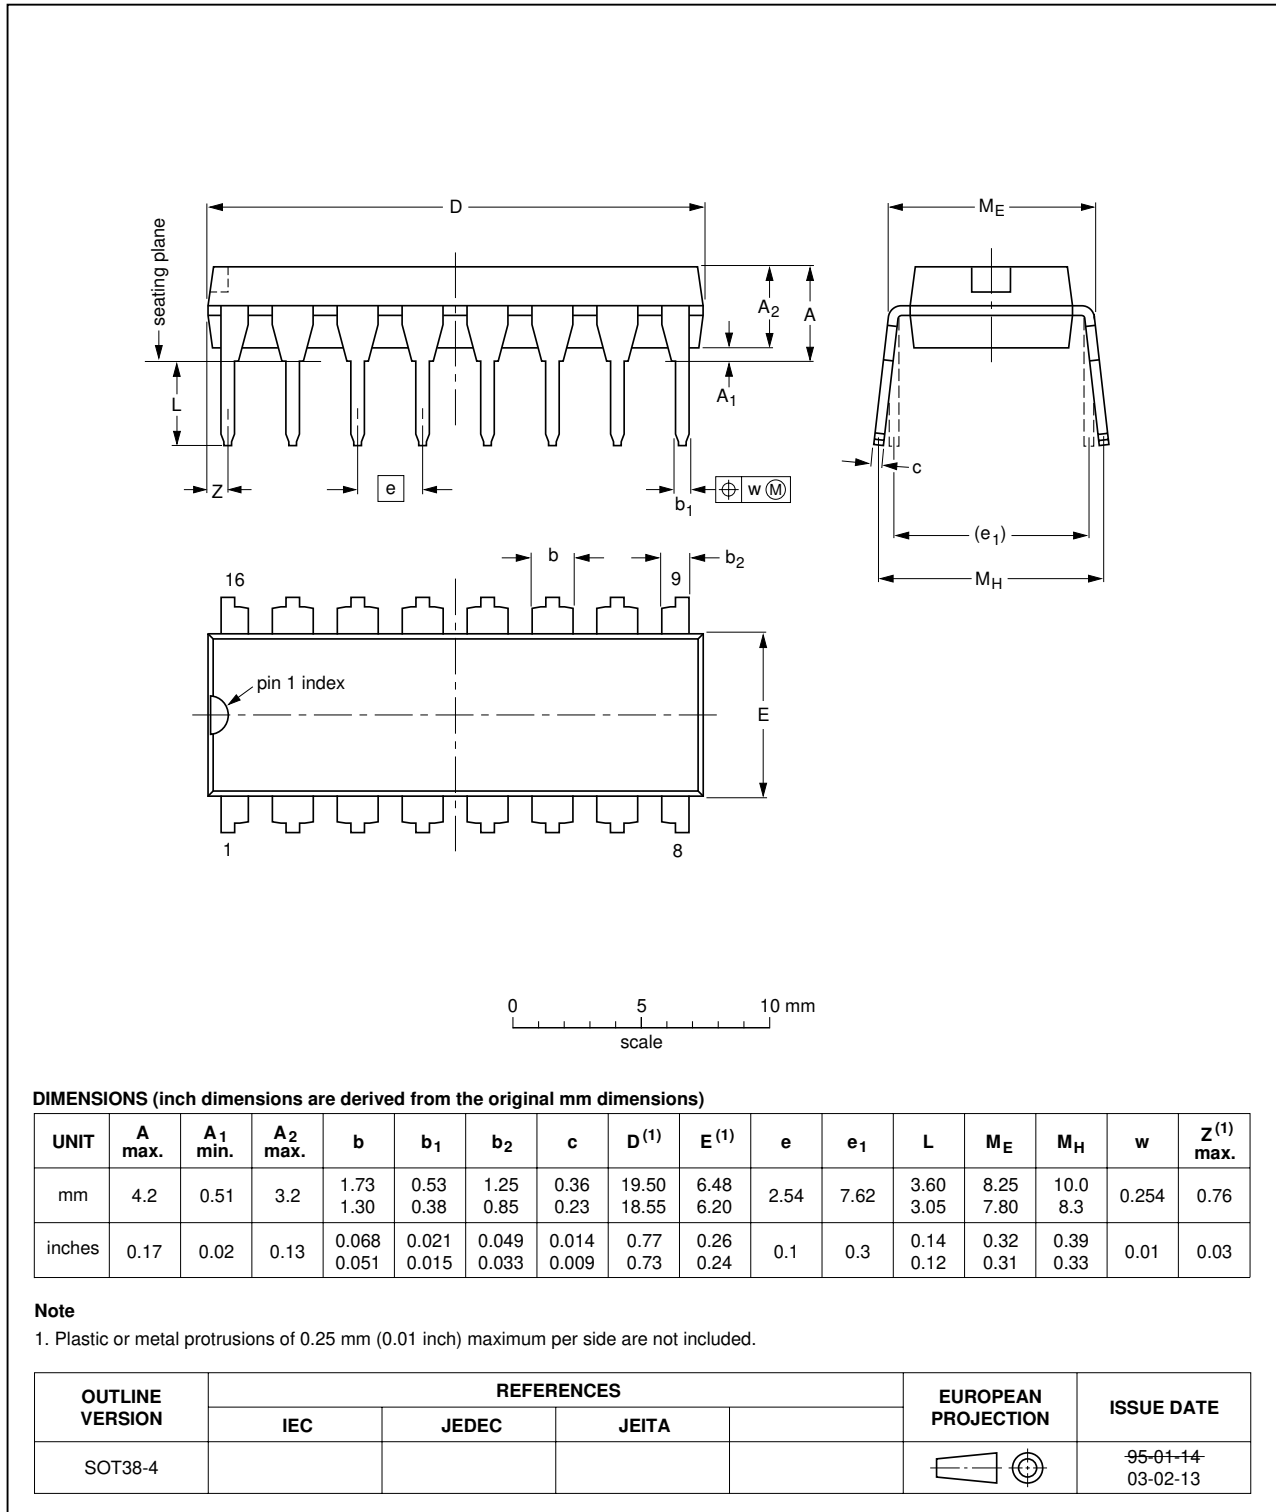 D
M_E
seating plane
A_2
A
A_1
L
Z
e
b_1
w M
c
(e_1)
M_H
b
b_2
16
9
pin 1 index
E
1
8
0 5 10 mm
scale
DIMENSIONS (inch dimensions are derived from the original mm dimensions)
UNIT A max. A1 min. A2 max. b b1 b2 c D(1) E(1) e e1 L ME MH w Z(1) max.
mm 4.2 0.51 3.2 1.73 1.30 0.53 0.38 1.25 0.85 0.36 0.23 19.50 18.55 6.48 6.20 2.54 7.62 3.60 3.05 8.25 7.80 10.0 8.3 0.254 0.76
inches 0.17 0.02 0.13 0.068 0.051 0.021 0.015 0.049 0.033 0.014 0.009 0.77 0.73 0.26 0.24 0.1 0.3 0.14 0.12 0.32 0.31 0.39 0.33 0.01 0.03
Note
1. Plastic or metal protrusions of 0.25 mm (0.01 inch) maximum per side are not included.
OUTLINE VERSION REFERENCES EUROPEAN PROJECTION ISSUE DATE
IEC JEDEC JEITA
SOT38-4 95-01-14
03-02-13